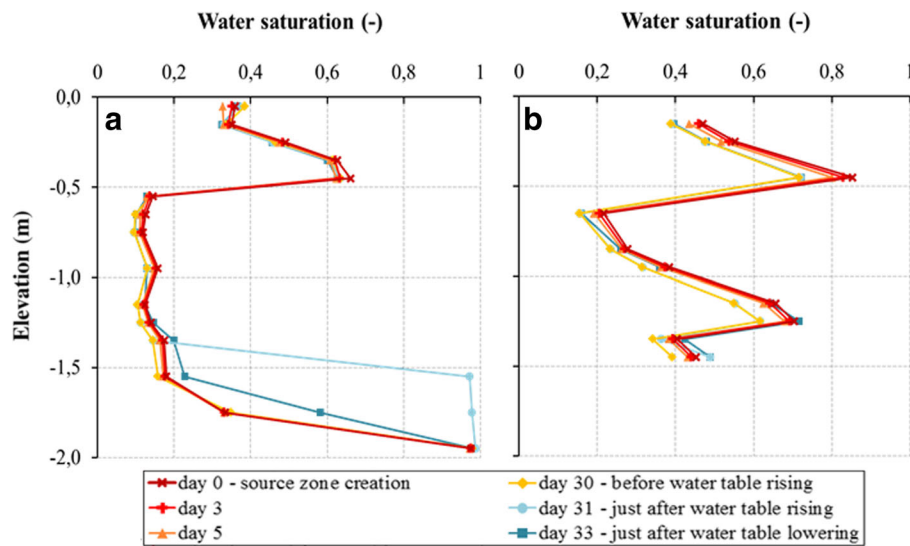 Water saturation (-) Water saturation (-)
0 0,2 0,4 0,6 0,8 1 0 0,2 0,4 0,6 0,8 1
0,0
a b
-0,5
Elevation (m)
-1,0
-1,5
-2,0
day 0 - source zone creation day 30 - before water table rising
day 3 day 31 - just after water table rising
day 5 day 33 - just after water table lowering